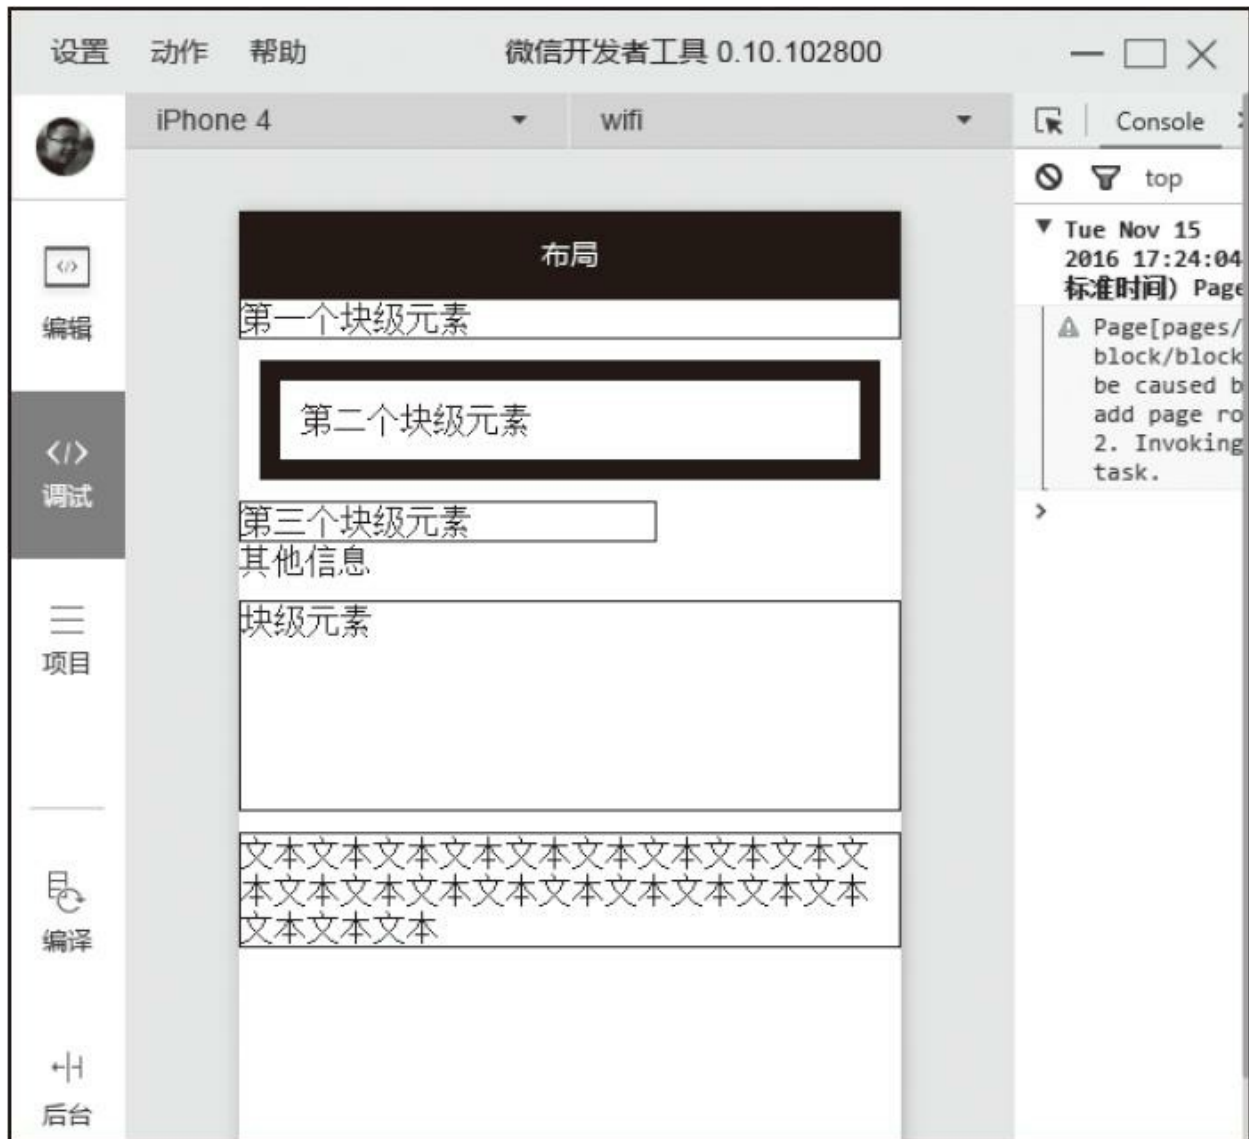 设置 动作 帮助 微信开发者工具 0.10.102800
iPhone 4 wifi Console
top
编辑
调试
项目
编译
后台
布局
第一个块级元素
第二个块级元素
第三个块级元素
其他信息
块级元素
文本文本文本文本文本文本文本文本文本文
本文本文本文本文本文本文本文本文本文本
文本文本文本
Tue Nov 15
2016 17:24:04
标准时间) Page
Page[pages/
block/block
be caused b
add page ro
2. Invoking
task.